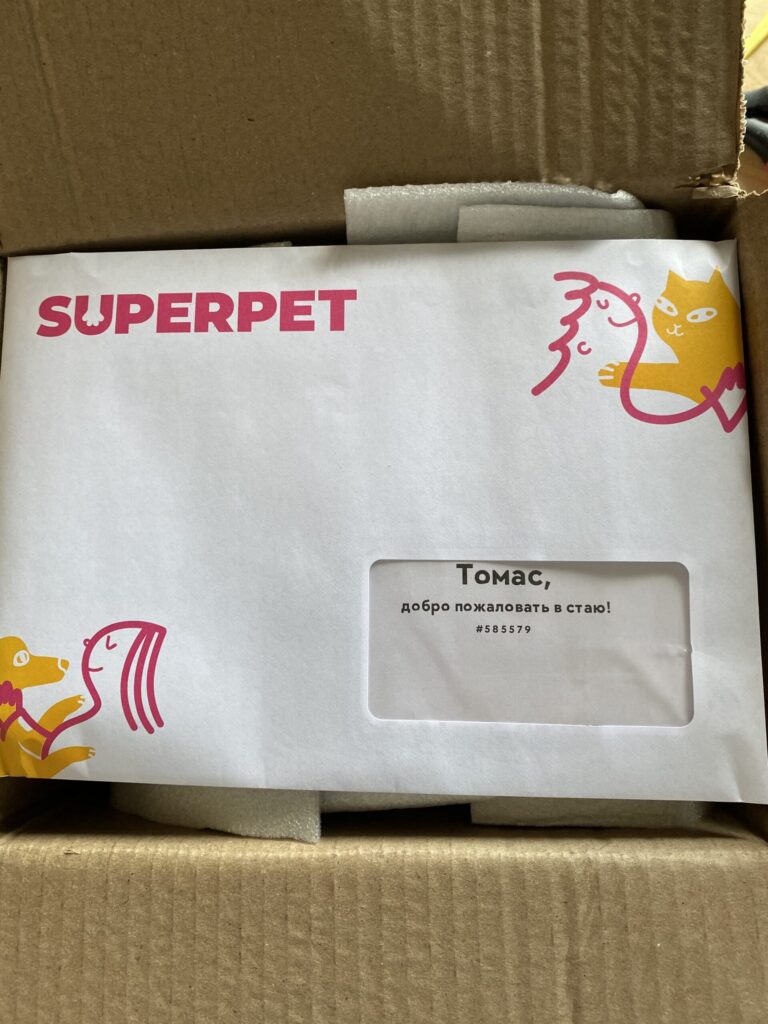 SUPERPET
Томас,
добро пожаловать в стаю!
#585579